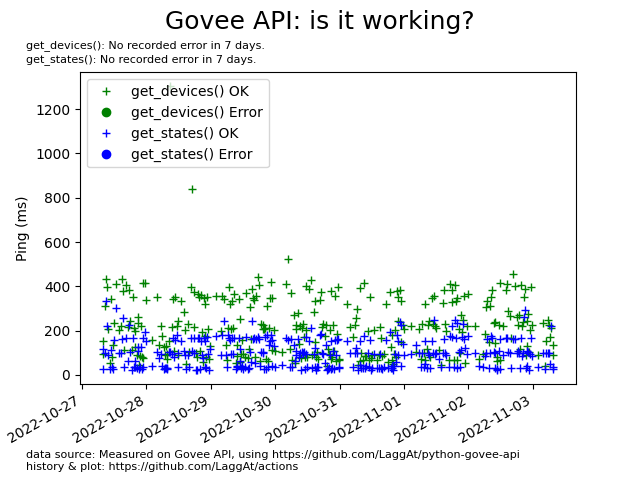 Govee API: is it working?
get_devices(): No recorded error in 7 days.
get_states(): No recorded error in 7 days.
get_devices() OK
get_devices() Error
get_states() OK
get_states() Error
Ping (ms)
1200
1000
800
600
400
200
0
2022-10-27
2022-10-28
2022-10-29
2022-10-30
2022-10-31
2022-11-01
2022-11-02
2022-11-03
data source: Measured on Govee API, using https://github.com/LaggAt/python-govee-api
history & plot: https://github.com/LaggAt/actions